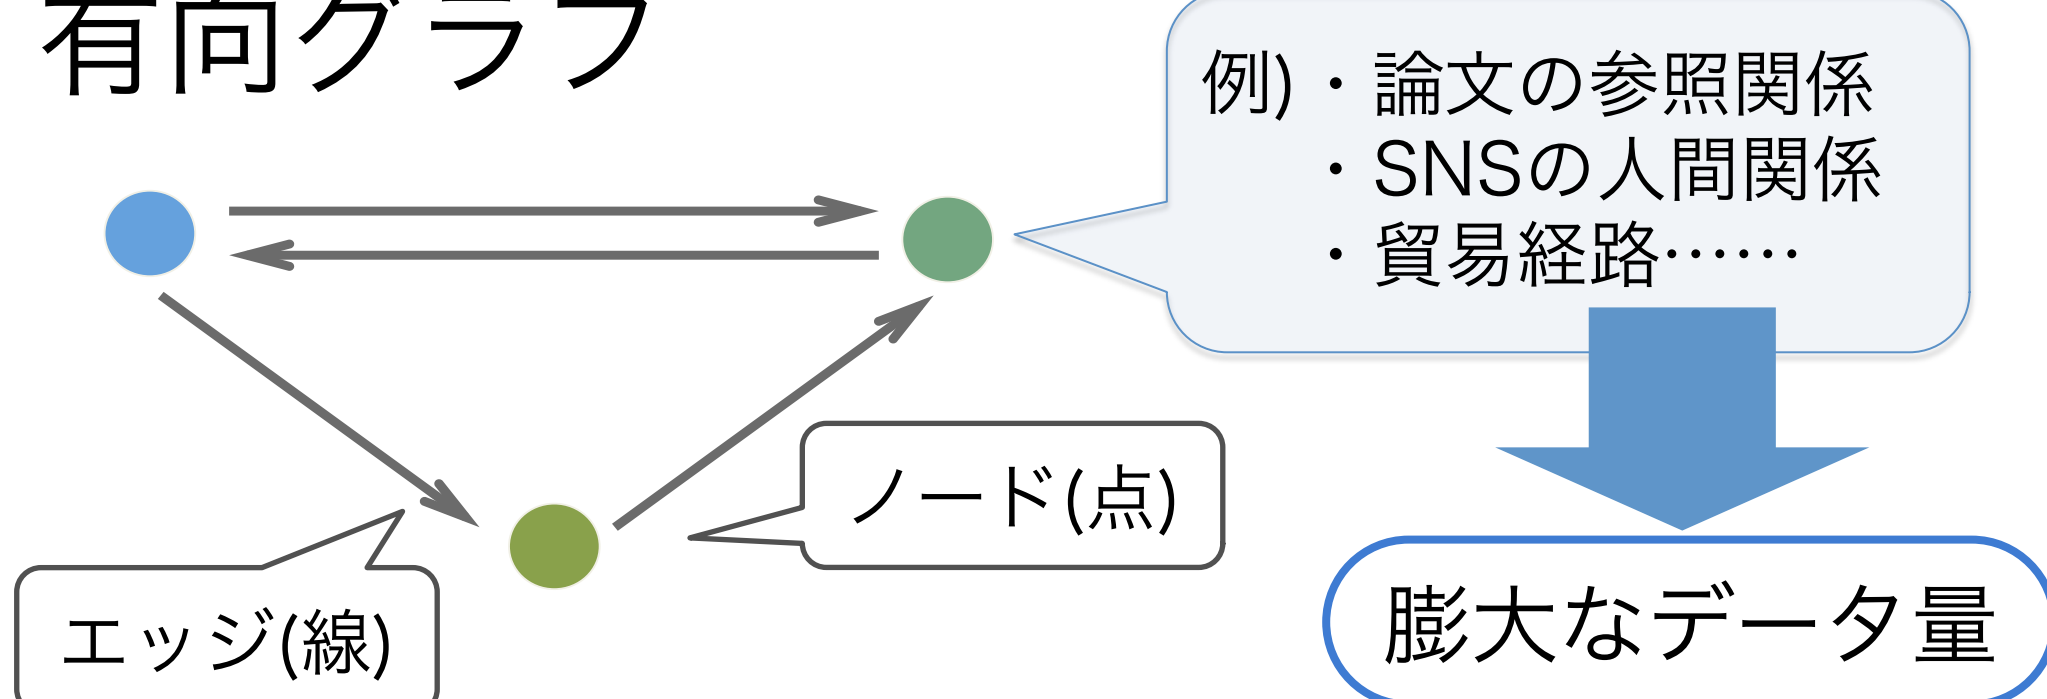 有向グラフ
例)・論文の参照関係
・SNSの人間関係
・貿易経路……
ノード(点)
エッジ(線)
膨大なデータ量